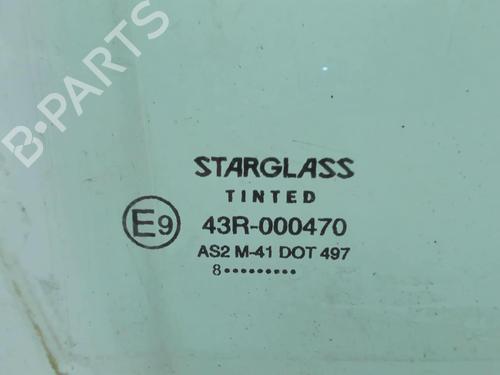 B-PARTS
STARGLASS
TINTED
E9 43R-000470
AS2 M-41 DOT 497
8●●●●●●●●●